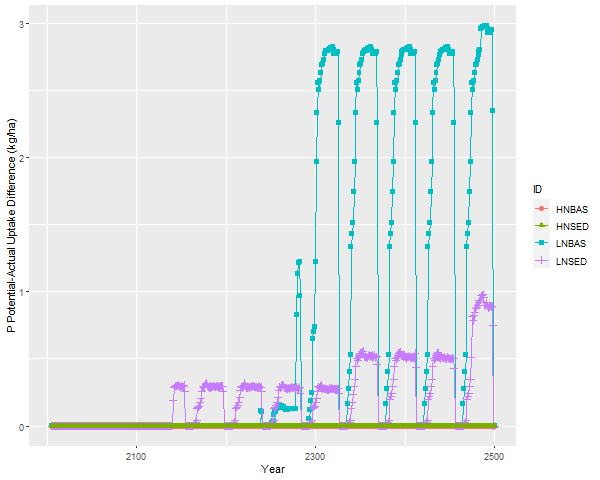 P Potential-Actual Uptake Difference (kg/ha)
3
2
1
0
2100
2300
2500
Year
ID
HNBAS
HNSED
LNBAS
LNSED